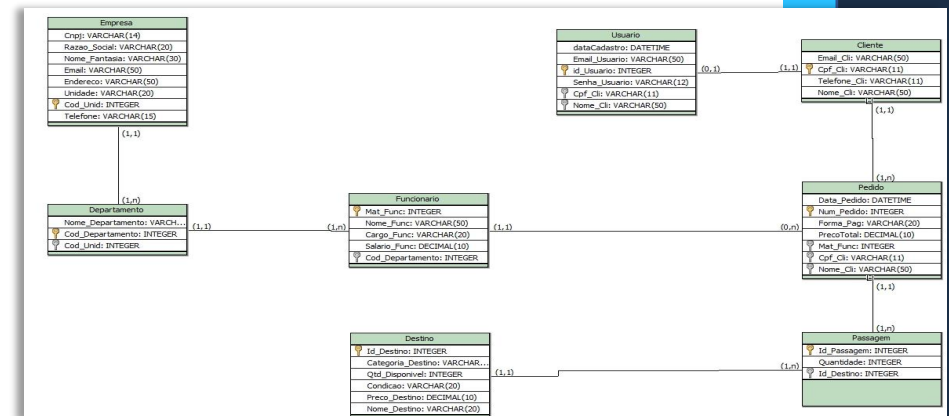 Empresa
Cnpj: VARCHAR(14)
Razao_Social: VARCHAR(20)
Nome_Fantasia: VARCHAR(30)
Email: VARCHAR(50)
Endereco: VARCHAR(50)
Unidade: VARCHAR(20)
Cod_Unid: INTEGER
Telefone: VARCHAR(15)
(1,1)
(1,n)
Departamento
Nome_Departamento: VARCH...
Cod_Departamento: INTEGER
Cod_Unid: INTEGER
(1,1)
(1,n)
Funcionario
Mat_Func: INTEGER
Nome_Func: VARCHAR(50)
Cargo_Func: VARCHAR(20)
Salario_Func: DECIMAL(10)
Cod_Departamento: INTEGER
(1,1)
(0,n)
Usuario
dataCadastro: DATETIME
Email_Usuario: VARCHAR(50)
id_Usuario: INTEGER
Senha_Usuario: VARCHAR(12)
Cpf_Cli: VARCHAR(11)
Nome_Cli: VARCHAR(50)
(0,1)
(1,1)
Cliente
Email_Cli: VARCHAR(50)
Cpf_Cli: VARCHAR(11)
Telefone_Cli: VARCHAR(11)
Nome_Cli: VARCHAR(50)
(1,1)
(1,n)
Pedido
Data_Pedido: DATETIME
Num_Pedido: INTEGER
Forma_Pag: VARCHAR(20)
PrecoTotal: DECIMAL(10)
Mat_Func: INTEGER
Cpf_Cli: VARCHAR(11)
Nome_Cli: VARCHAR(50)
(1,1)
(1,n)
Passagem
Id_Passagem: INTEGER
Quantidade: INTEGER
Id_Destino: INTEGER
(1,n)
(1,1)
Destino
Id_Destino: INTEGER
Categoria_Destino: VARCHAR...
Qtd_Disponivel: INTEGER
Condicao: VARCHAR(20)
Preco_Destino: DECIMAL(10)
Nome_Destino: VARCHAR(20)